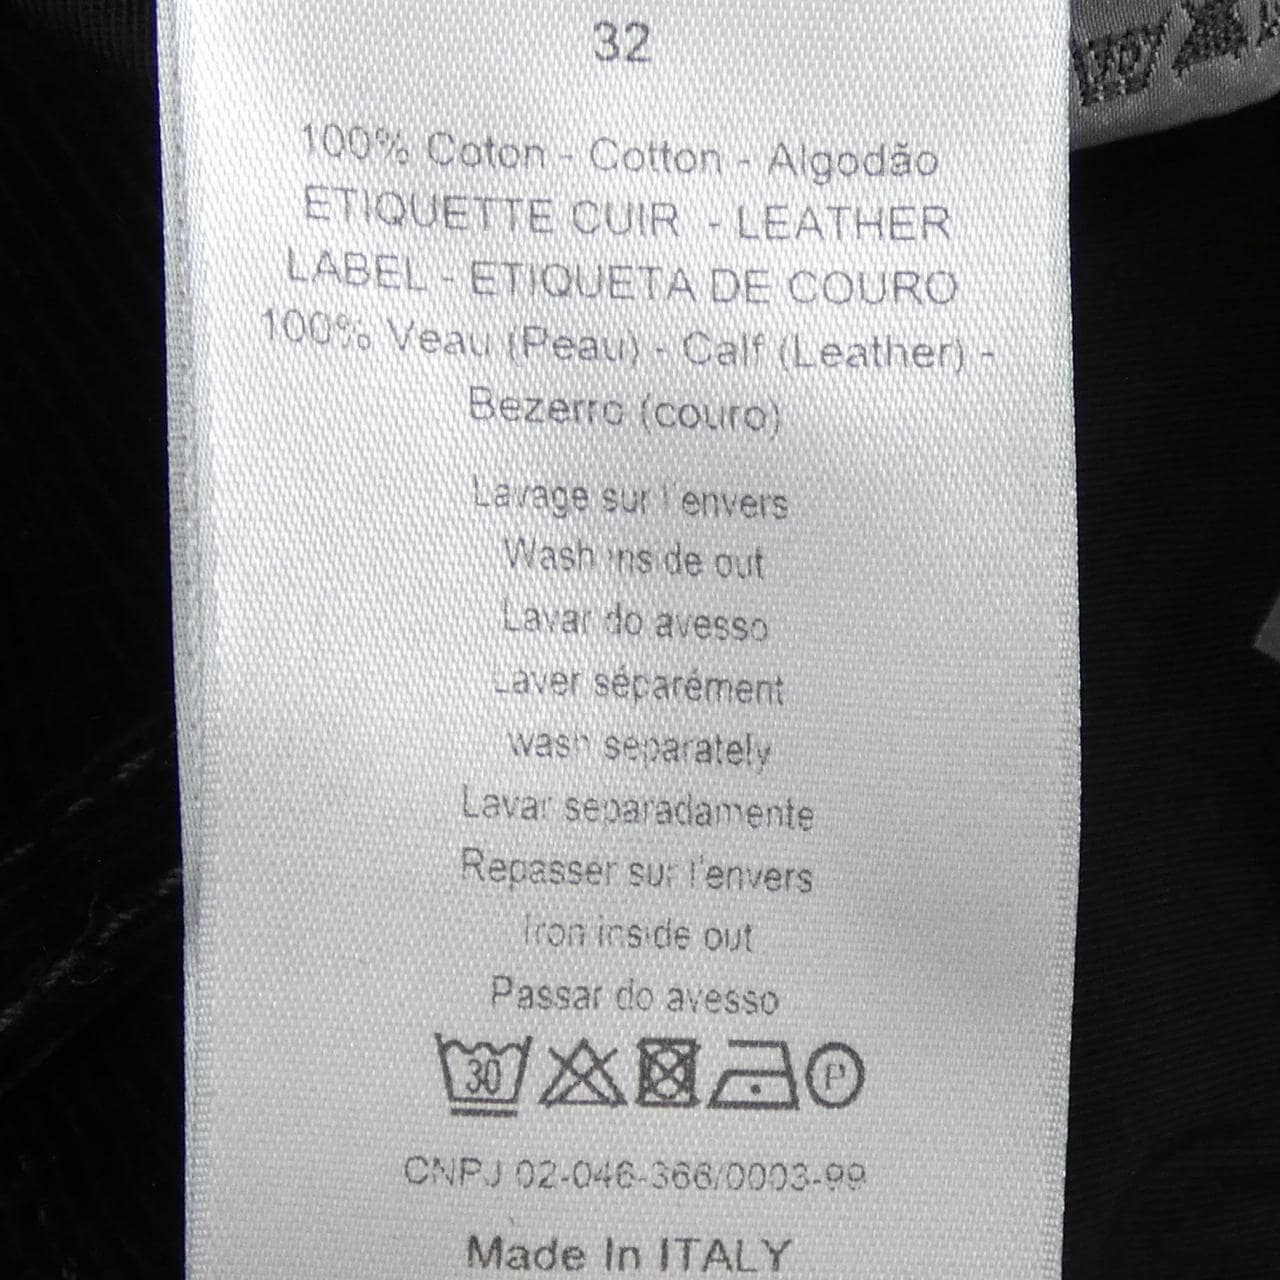 32
100% Coton - Cotton - Algodão
ETIQUETTE CUIR - LEATHER
LABEL - ETIQUETA DE COURO
100% Veau (Peau) - Calf (Leather) -
Bezerro (couro)
Lavage sur l'envers
Wash inside out
Lavar do avesso
Laver séparément
wash separately
Lavar separadamente
Repasser sur l'envers
Iron inside out
Passar do avesso
30 P
CNPJ 02-046-366/0003-99
Made In ITALY